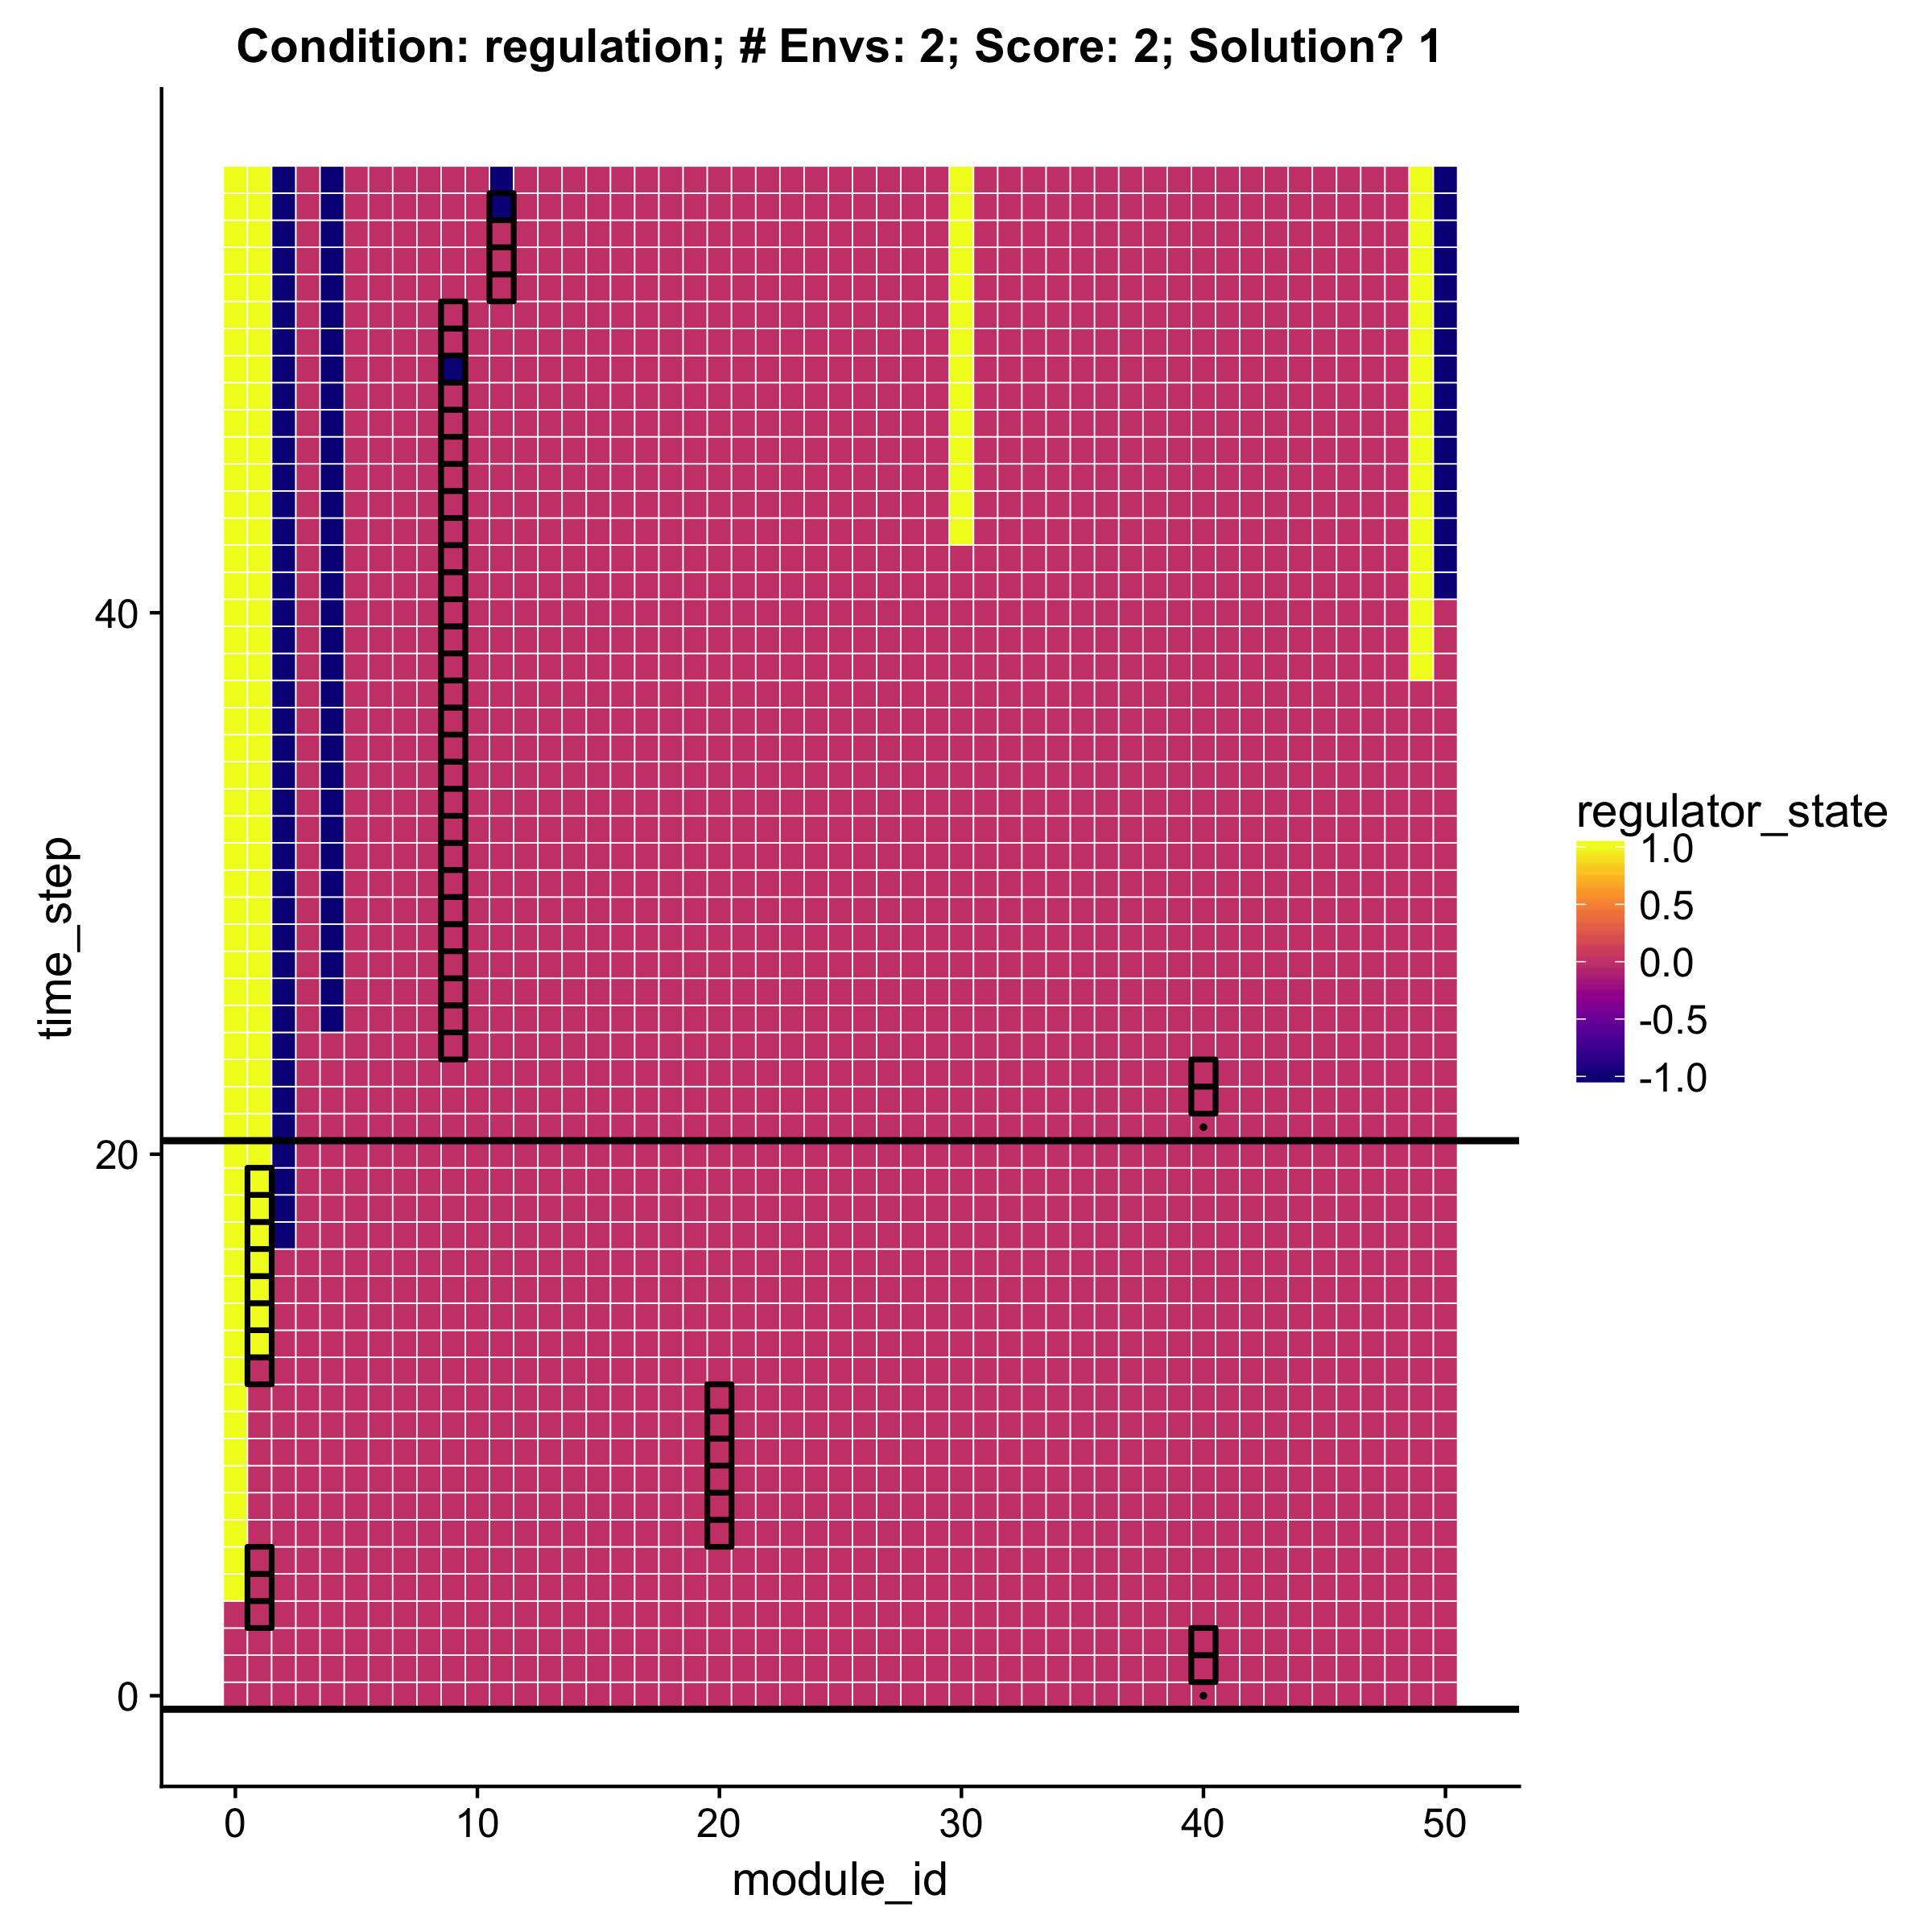 Condition: regulation; # Envs: 2; Score: 2; Solution? 1
time_step
40
20
0
0 10 20 30 40 50
module_id
regulator_state
1.0
0.5
0.0
-0.5
-1.0